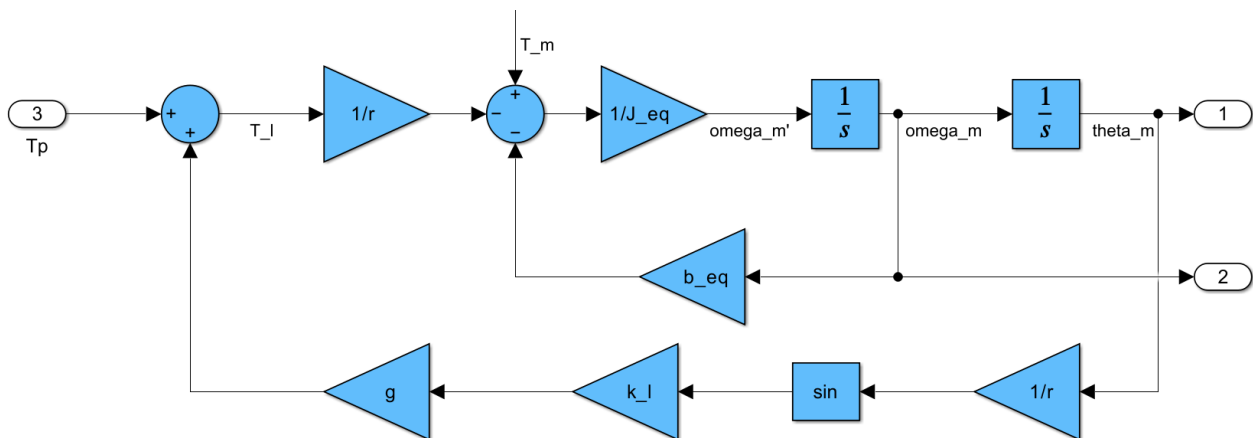 T_m
3
Tp
+
+
T_l
1/r
+
−
−
1/J_eq
omega_m'
1
s
omega_m
1
s
theta_m
1
b_eq
2
g
k_l
sin
1/r